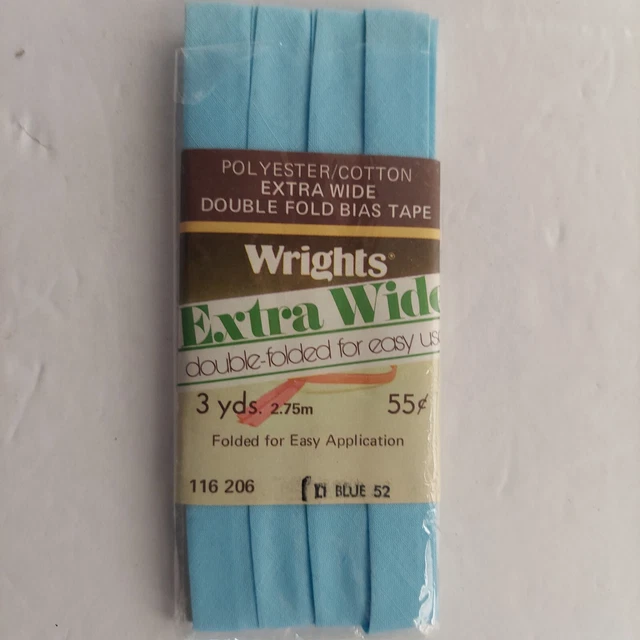 POLYESTER/COTTON
EXTRA WIDE
DOUBLE FOLD BIAS TAPE
Wrights®
Extra Wide
double-folded for easy us
3 yds. 2.75m 55¢
Folded for Easy Application
116 206 BLUE 52